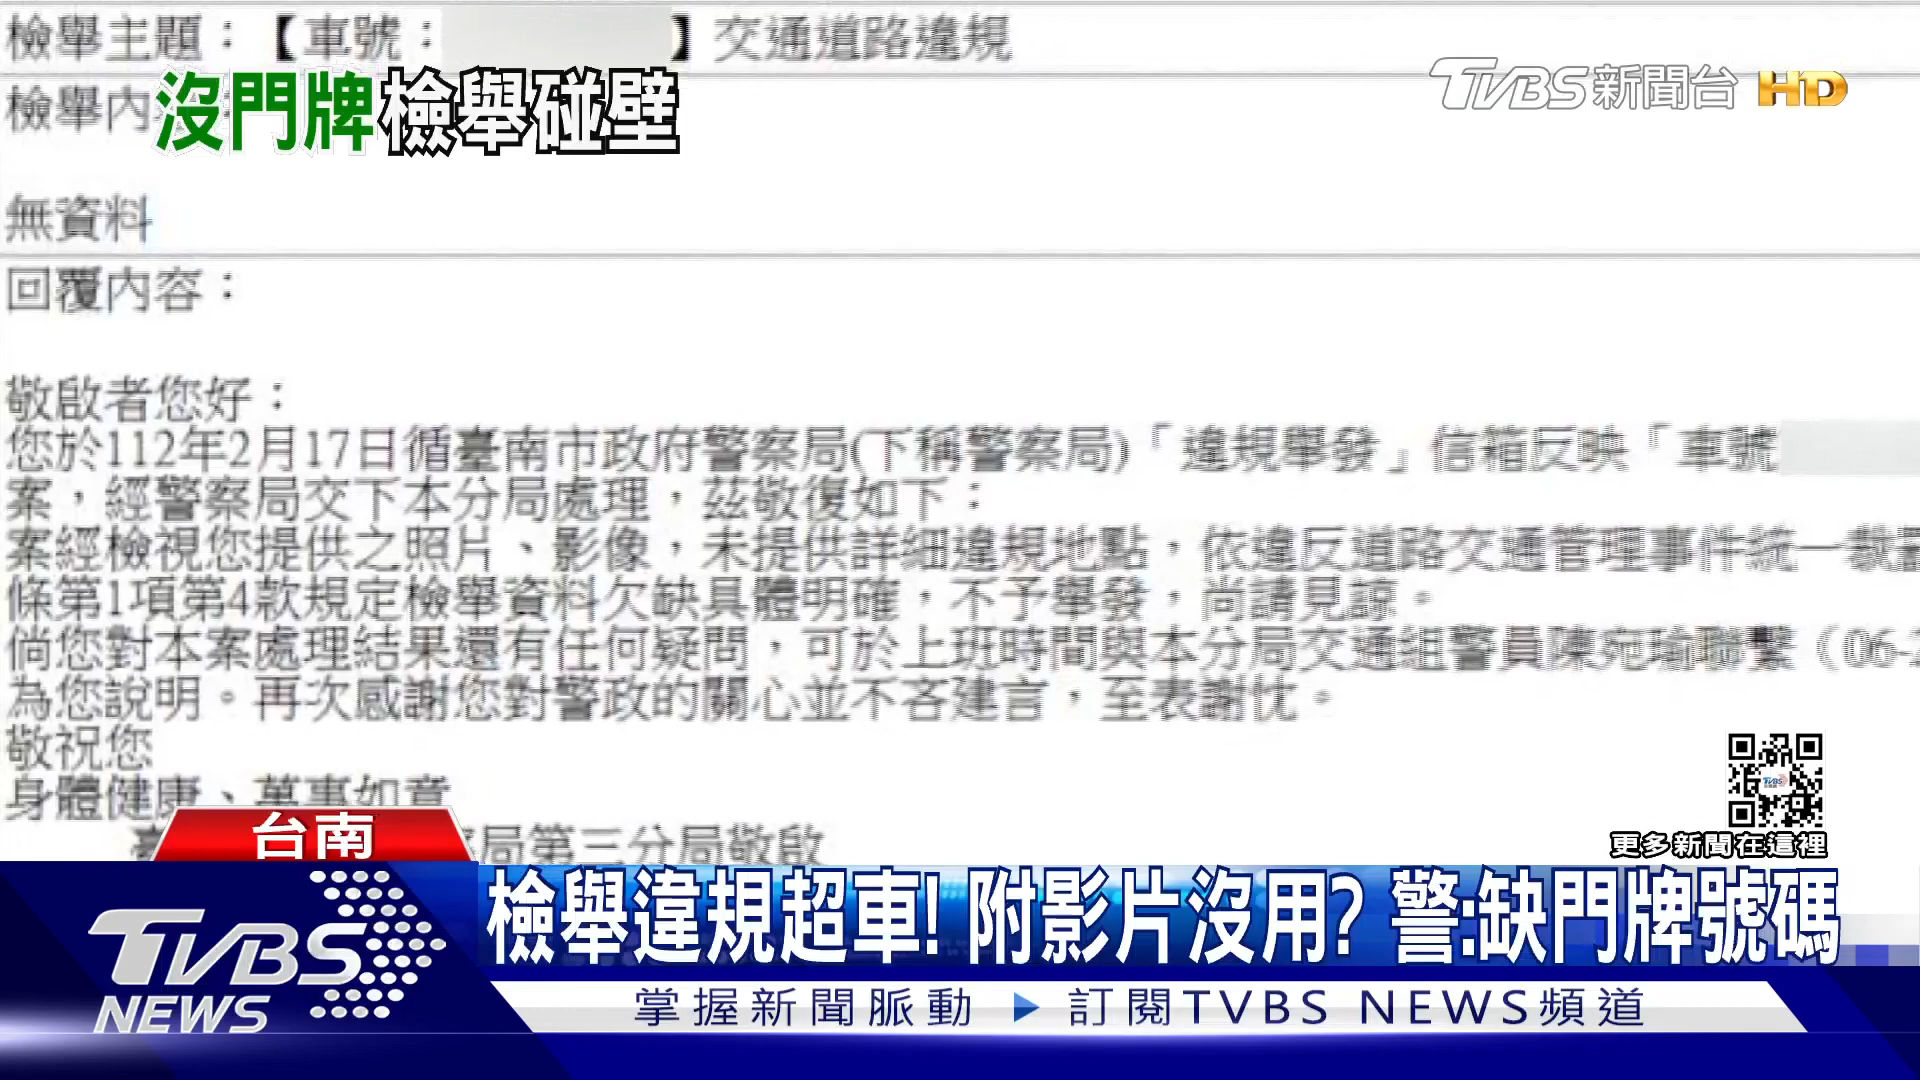 檢舉主題：【車號： 】交通道路違規
TVBS新聞台 HD
檢舉內
沒門牌檢舉碰壁
無資料
回覆內容：
敬啟者您好：
您於112年2月17日循臺南市政府警察局(下稱警察局)「違規舉發」信箱反映「車號
案，經警察局交下本分局處理，茲敬復如下：
案經檢視您提供之照片、影像，未提供詳細違規地點，依違反道路交通管理事件統一裁
條第1項第4款規定檢舉資料欠缺具體明確，不予舉發，尚請見諒。
倘您對本案處理結果還有任何疑問，可於上班時間與本分局交通組警員陳宛瑜聯繫（06-2
為您說明。再次感謝您對警政的關心並不吝建言，至表謝忱。
敬祝您
身體健康、萬事如意
局第三分局敬啟
更多新聞在這裡
台南
檢舉違規超車! 附影片沒用? 警:缺門牌號碼
TVBS NEWS
掌握新聞脈動 ▶ 訂閱TVBS NEWS頻道